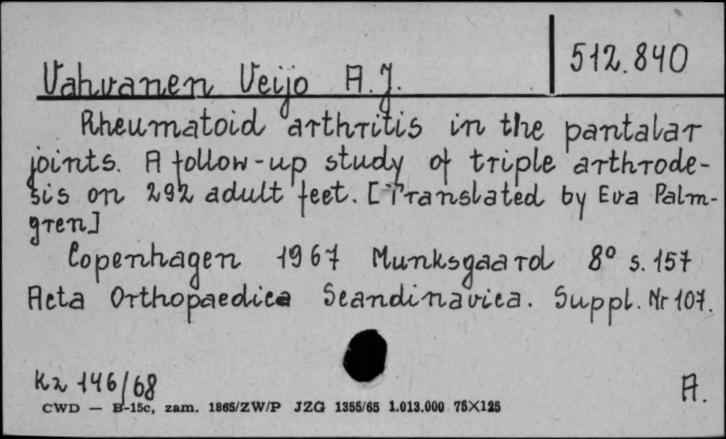 512.840
Vahvanen Veijo A.J.
Rheumatoid arthritis in the pantalar
joints. A follow-up study of triple arthrode-
sis on 292 adult feet. [Translated by Eva Palm-
gren]
Copenhagen 1967 Munksgaard 8° s. 157
Acta Orthopaedica Scandinavica. Suppl. Nr 107.
Kz 146/68
A.
CWD — B-15c, zam. 1865/ZW/P JZG 1355/65 1.013.000 75X125